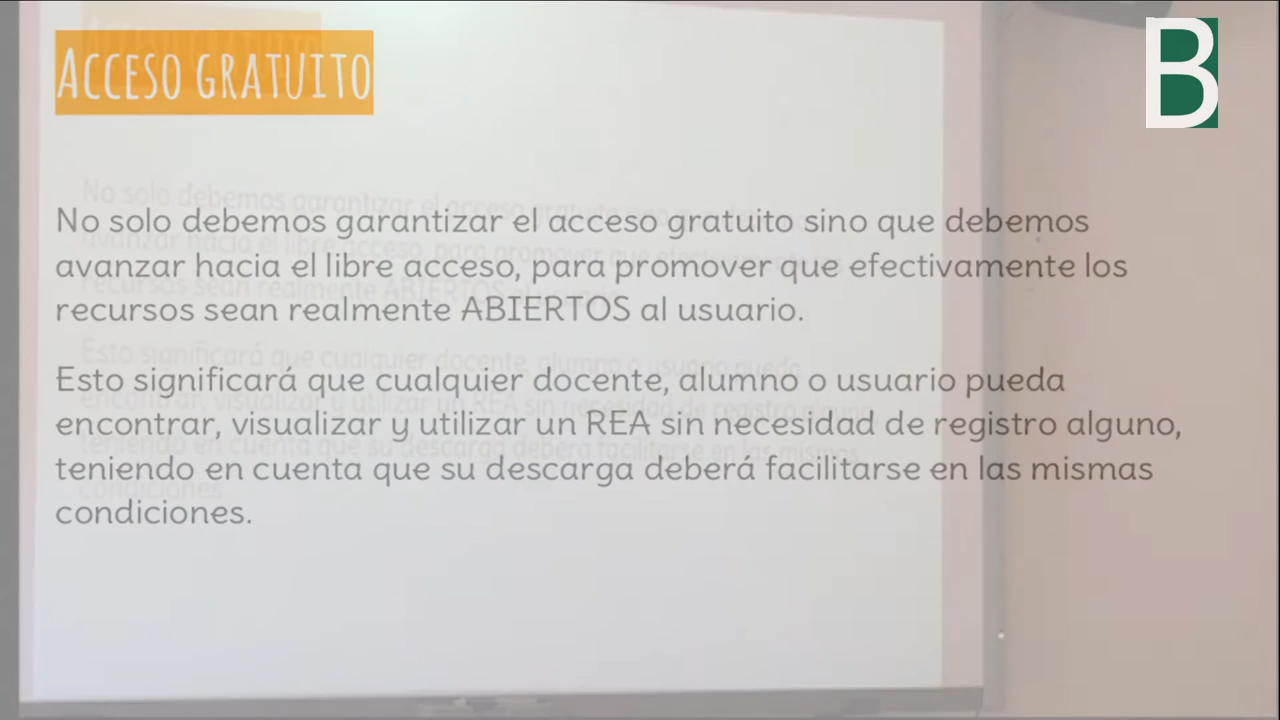 ACCESO GRATUITO
B
No solo debemos garantizar el acceso gratuito sino que debemos
avanzar hacia el libre acceso, para promover que efectivamente los
recursos sean realmente ABIERTOS al usuario.
Esto significará que cualquier docente, alumno o usuario pueda
encontrar, visualizar y utilizar un REA sin necesidad de registro alguno,
teniendo en cuenta que su descarga deberá facilitarse en las mismas
condiciones.